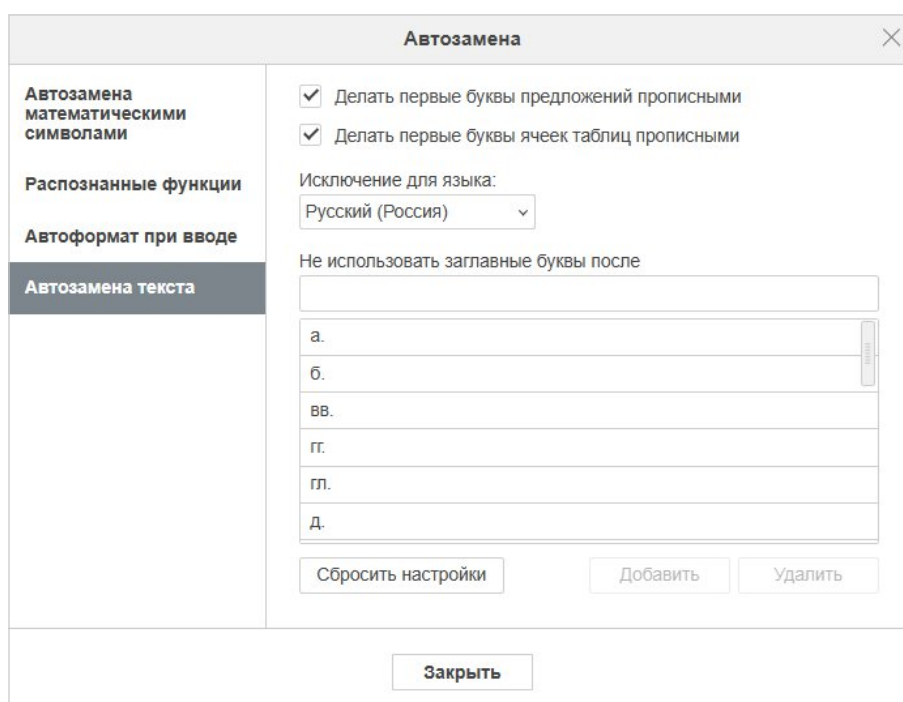 Автозамена
Автозамена
математическими
символами
Распознанные функции
Автоформат при вводе
Автозамена текста
Делать первые буквы предложений прописными
Делать первые буквы ячеек таблиц прописными
Исключение для языка:
Русский (Россия)
Не использовать заглавные буквы после
а.
б.
вв.
гг.
гл.
д.
Сбросить настройки
Добавить
Удалить
Закрыть